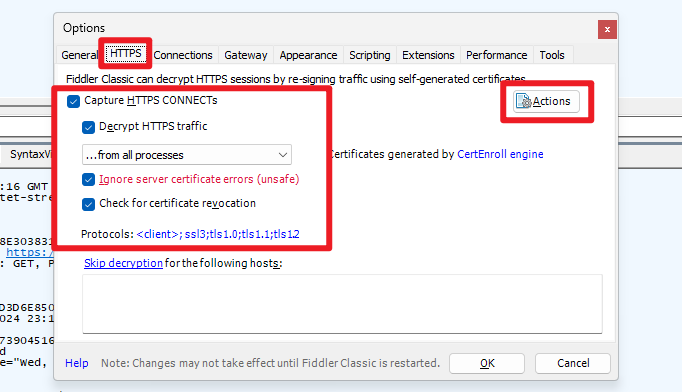 Options
x
General HTTPS Connections Gateway Appearance Scripting Extensions Performance Tools
Fiddler Classic can decrypt HTTPS sessions by re-signing traffic using self-generated certificates.
Capture HTTPS CONNECTs
Actions
Decrypt HTTPS traffic
...from all processes
Certificates generated by CertEnroll engine
Ignore server certificate errors (unsafe)
Check for certificate revocation
Protocols: <client>; ssl3;tls1.0;tls1.1;tls1.2
Skip decryption for the following hosts:
Help Note: Changes may not take effect until Fiddler Classic is restarted. OK Cancel
SyntaxVi
:16 GMT
tet-stre
8E303831
https:/
: GET, P
D3D6E850
024 23:1
73904516
d
e="Wed,